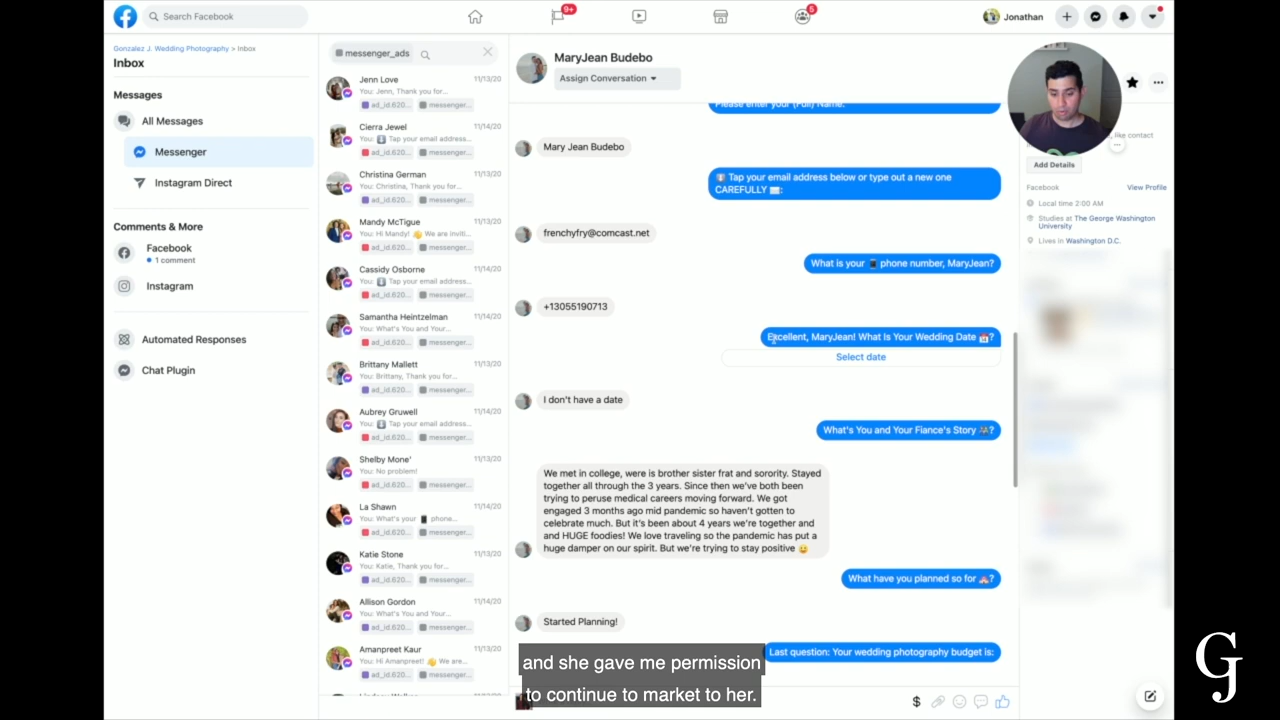 Search Facebook
9+
6
Jonathan
Gonzalez J. Wedding Photography > Inbox
Inbox
Messages
All Messages
Messenger
Instagram Direct
Comments & More
Facebook
1 comment
Instagram
Automated Responses
Chat Plugin
messenger_ads
Jenn Love
11/13/20
You: Jenn, Thank you for...
ad_id.620...
Cierra Jewel
11/14/20
You: Tap your email address...
ad_id.620...
messenger...
Christina German
11/13/20
You: Christina, Thank you for...
ad_id.620...
messenger...
Mandy McTigue
11/13/20
You: Hi Mandy! We are inviti...
ad_id.620...
messenger...
Cassidy Osborne
11/14/20
You: Tap your email address...
ad_id.620...
messenger...
Samantha Heintzelman
11/14/20
You: What's You and Your...
ad_id.620...
messenger...
Brittany Mallett
11/13/20
You: Brittany, Thank you for...
ad_id.620...
messenger...
Aubrey Gruwell
11/14/20
You: Tap your email address...
ad_id.620...
messenger...
Shelby Mone'
11/13/20
You: No problem!
ad_id.620...
messenger...
La Shawn
11/14/20
You: What's your phone...
ad_id.620...
messenger...
Katie Stone
11/13/20
You: Katie, Thank you for...
ad_id.620...
messenger...
Allison Gordon
11/14/20
You: What's You and Your...
ad_id.620...
messenger...
Amanpreet Kaur
11/14/20
You: Hi Amanpreet! We are...
ad_id.620...
messenger...
MaryJean Budebo
Assign Conversation
Please enter your (Full) Name:
Mary Jean Budebo
Tap your email address below or type out a new one
CAREFULLY :
frenchyfry@comcast.net
What is your phone number, MaryJean?
+13055190713
Excellent, MaryJean! What Is Your Wedding Date ?
Select date
I don't have a date
What's You and Your Fiance's Story ?
We met in college, were is brother sister frat and sorority. Stayed
together all through the 3 years. Since then we've both been
trying to peruse medical careers moving forward. We got
engaged 3 months ago mid pandemic so haven't gotten to
celebrate much. But it's been about 4 years we're together and
and HUGE foodies! We love traveling so the pandemic has put a
huge damper on our spirit. But we're trying to stay positive
What have you planned so for ?
Started Planning!
Last question: Your wedding photography budget is:
and she gave me permission
to continue to market to her.
like contact
Add Details
Facebook
View Profile
Local time 2:00 AM
Studies at The George Washington
University
Lives in Washington D.C.
GJ